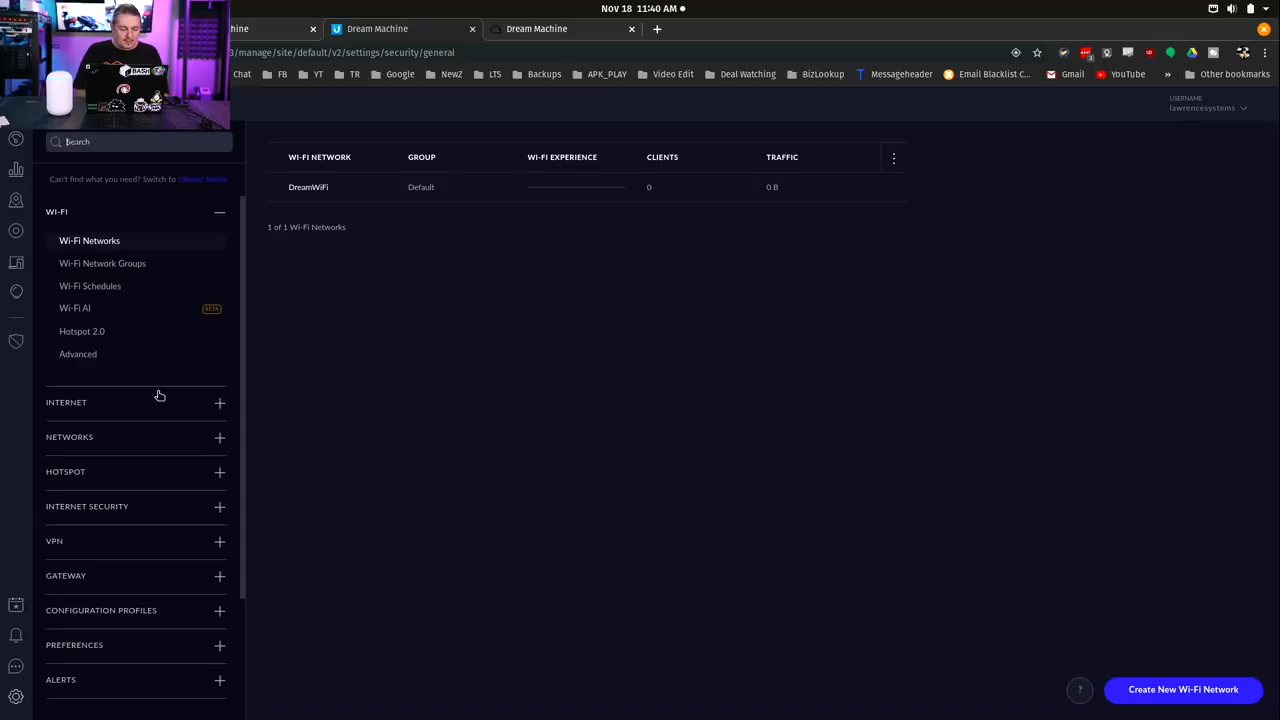 Nov 18 11:40 AM
hine
Dream Machine
Dream Machine
3/manage/site/default/v2/settings/security/general
Chat
FB
YT
TR
Google
NewZ
LTS
Backups
APK_PLAY
Video Edit
Deal Watching
Bizzookup
Messageheader
Email Blacklist C...
Gmail
YouTube
»
Other bookmarks
USERNAME
lawrencesystems
BASH
Search
Can't find what you need? Switch to Classic Mode
WI-FI
Wi-Fi Networks
Wi-Fi Network Groups
Wi-Fi Schedules
Wi-Fi AI
BETA
Hotspot 2.0
Advanced
INTERNET
NETWORKS
HOTSPOT
INTERNET SECURITY
VPN
GATEWAY
CONFIGURATION PROFILES
PREFERENCES
ALERTS
WI-FI NETWORK GROUP WI-FI EXPERIENCE CLIENTS TRAFFIC
DreamWiFi Default 0 0 B
1 of 1 Wi-Fi Networks
?
Create New Wi-Fi Network